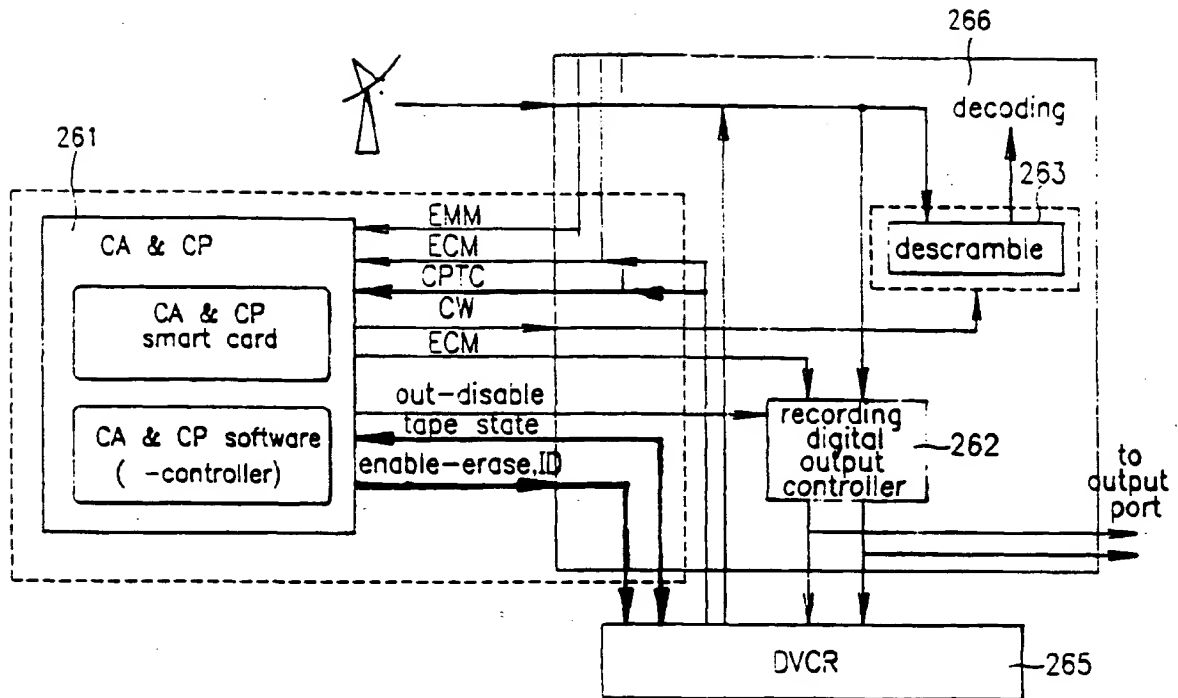 266
decoding
261
263
EMM
CA & CP
ECM
descramble
CPTC
CA & CP
smart card
CW
ECM
out-disable
tape state
recording
digital
output
controller
262
CA & CP software
( -controller)
enable-erase, ID
to
output
port
DVCR
265